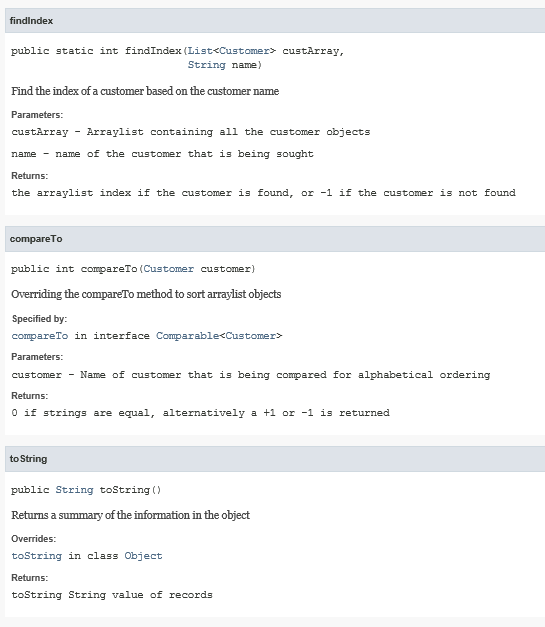 findIndex
public static int findIndex(List<Customer> custArray,
String name)
Find the index of a customer based on the customer name
Parameters:
custArray - Arraylist containing all the customer objects
name - name of the customer that is being sought
Returns:
the arraylist index if the customer is found, or -1 if the customer is not found
compareTo
public int compareTo(Customer customer)
Overriding the compareTo method to sort arraylist objects
Specified by:
compareTo in interface Comparable<Customer>
Parameters:
customer - Name of customer that is being compared for alphabetical ordering
Returns:
0 if strings are equal, alternatively a +1 or -1 is returned
toString
public String toString()
Returns a summary of the information in the object
Overrides:
toString in class Object
Returns:
toString String value of records